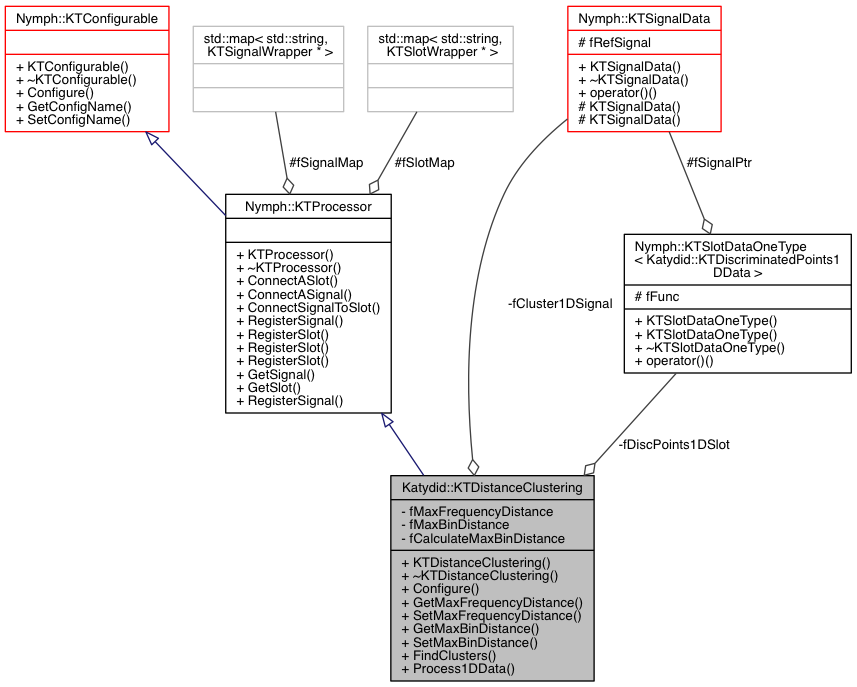 Nymph::KTConfigurable
+ KTConfigurable()
+ ~KTConfigurable()
+ Configure()
+ GetConfigName()
+ SetConfigName()
std::map< std::string,
KTSignalWrapper * >
std::map< std::string,
KTSlotWrapper * >
Nymph::KTSignalData
# fRefSignal
+ KTSignalData()
+ ~KTSignalData()
+ operator()()
# KTSignalData()
# KTSignalData()
#fSignalMap
#fSlotMap
#fSignalPtr
Nymph::KTProcessor
+ KTProcessor()
+ ~KTProcessor()
+ ConnectASlot()
+ ConnectASignal()
+ ConnectSignalToSlot()
+ RegisterSignal()
+ RegisterSlot()
+ RegisterSlot()
+ RegisterSlot()
+ GetSignal()
+ GetSlot()
+ RegisterSignal()
-fCluster1DSignal
Nymph::KTSlotDataOneType
< Katydid::KTDiscriminatedPoints1
DData >
# fFunc
+ KTSlotDataOneType()
+ KTSlotDataOneType()
+ ~KTSlotDataOneType()
+ operator()()
-fDiscPoints1DSlot
Katydid::KTDistanceClustering
- fMaxFrequencyDistance
- fMaxBinDistance
- fCalculateMaxBinDistance
+ KTDistanceClustering()
+ ~KTDistanceClustering()
+ Configure()
+ GetMaxFrequencyDistance()
+ SetMaxFrequencyDistance()
+ GetMaxBinDistance()
+ SetMaxBinDistance()
+ FindClusters()
+ Process1DData()